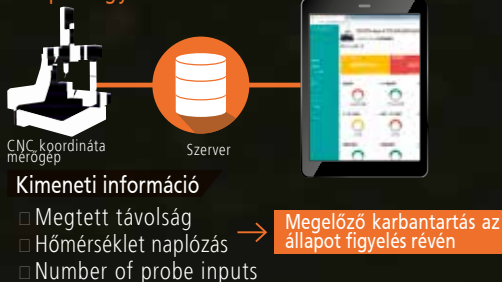 CNC koordináta
mérőgép
Szerver
Kimeneti információ
Megtett távolság
Hőmérséklet naplózás
Number of probe inputs
Megelőző karbantartás az
állapot figyelés révén